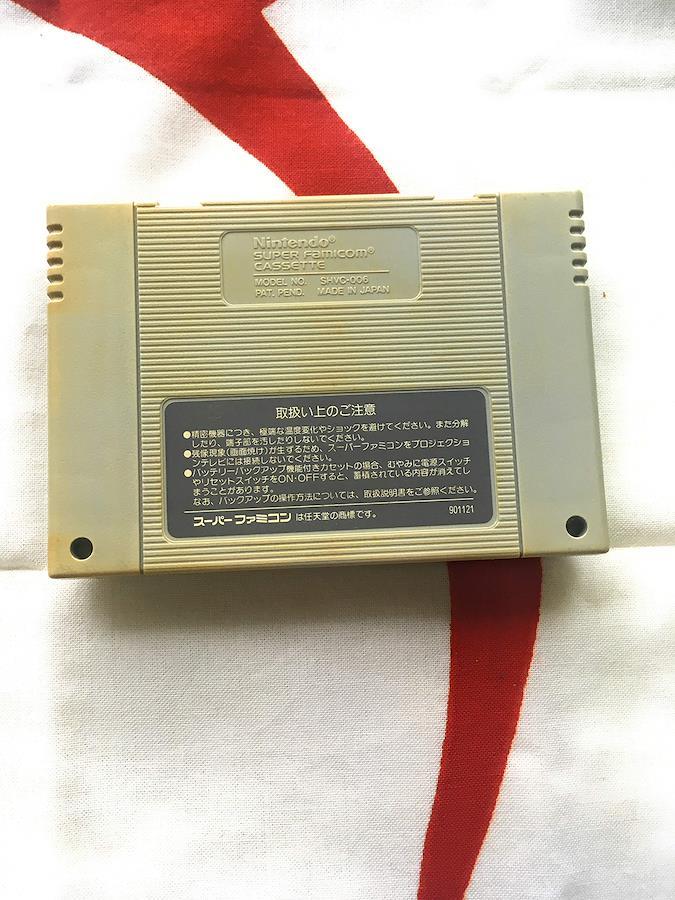 Nintendo®
SUPER Famicom®
CASSETTE
MODEL NO. SHVC-006
PAT. PEND. MADE IN JAPAN
取扱い上のご注意
●精密機器につき、極端な温度変化やショックを避けてください。また分解
したり、端子部を汚したりしないでください。
●残像現象(画面焼け)が生ずるため、スーパーファミコンをプロジェクショ
ンテレビには接続しないでください。
●バッテリーバックアップ機能付きカセットの場合、むやみに電源スイッチ
やリセットスイッチをON・OFFすると、蓄積されている内容が消えてし
まうことがあります。
なお、バックアップの操作方法については、取扱説明書をご参照ください。
スーパーファミコン は任天堂の商標です。 901121